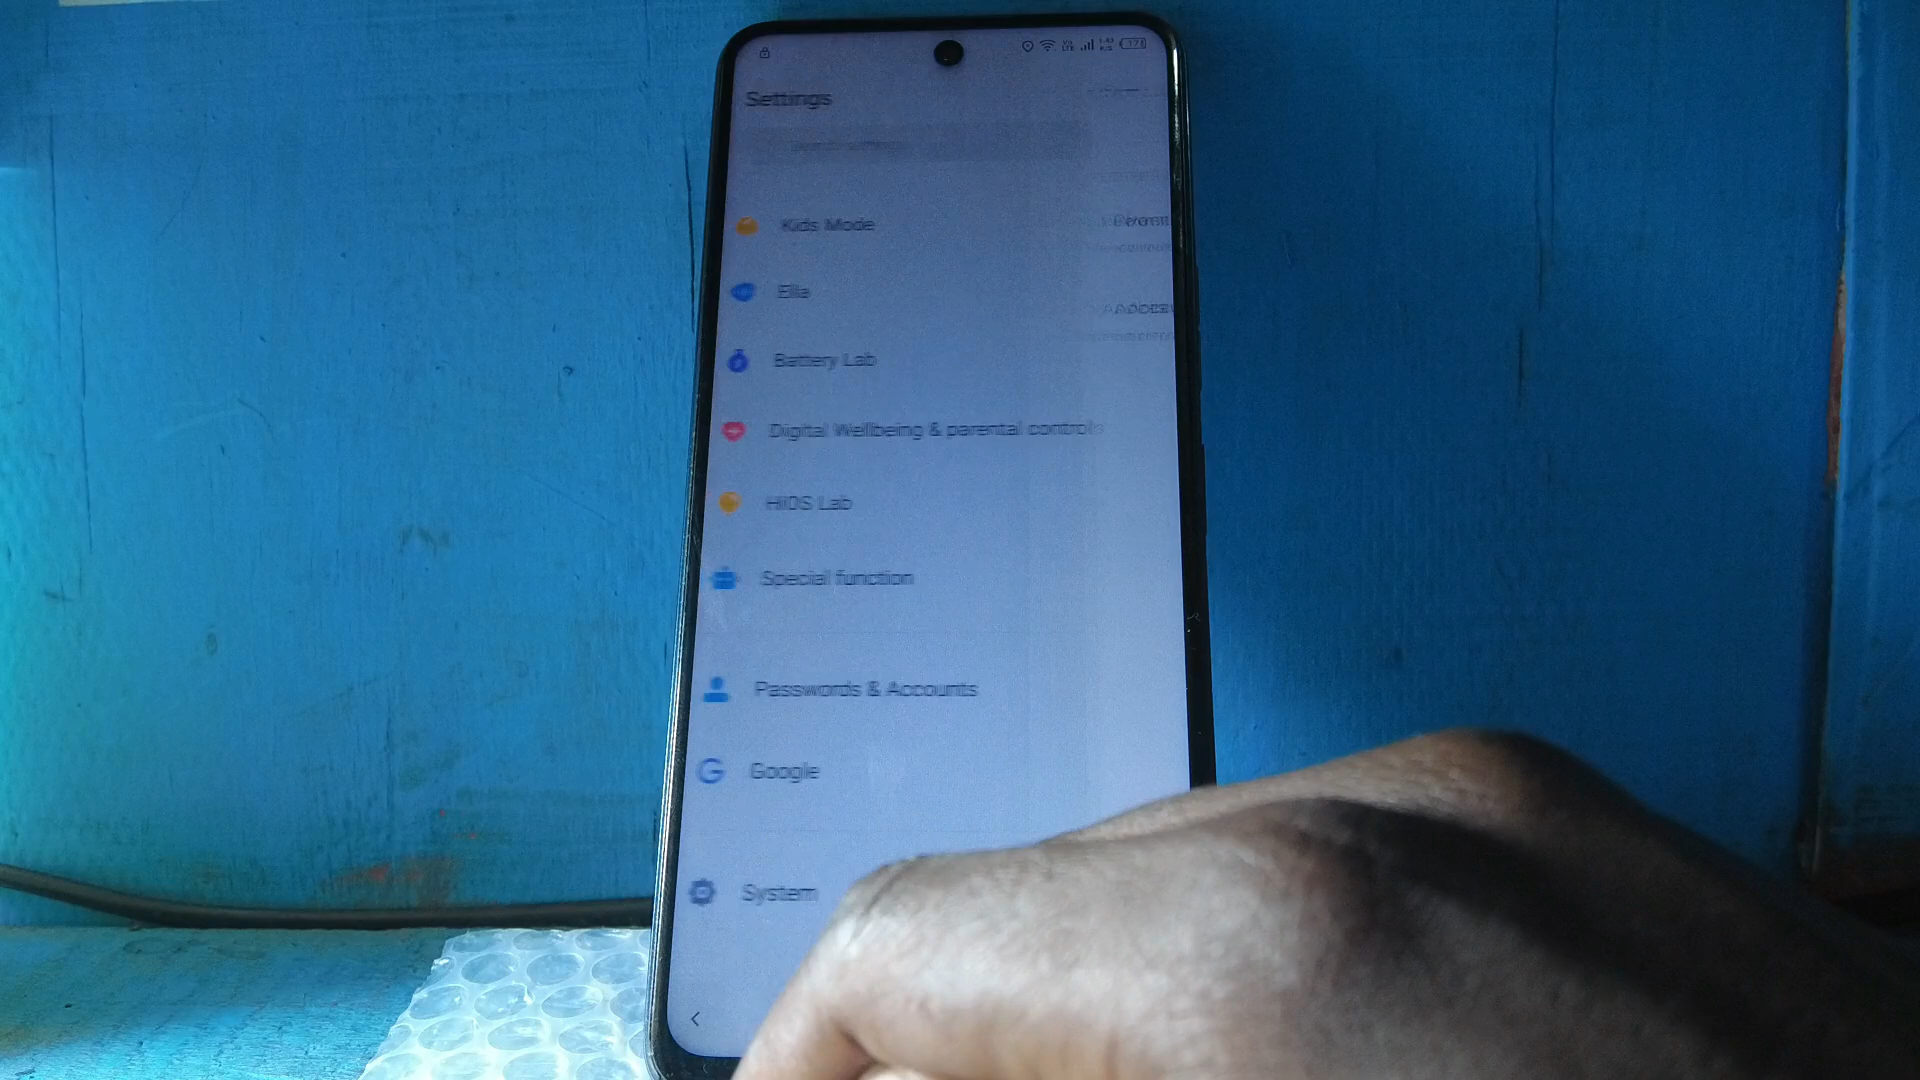 Settings
Kids Mode
Ella
Battery Lab
Digital Wellbeing & parental controls
HiOS Lab
Special function
Passwords & Accounts
Google
System